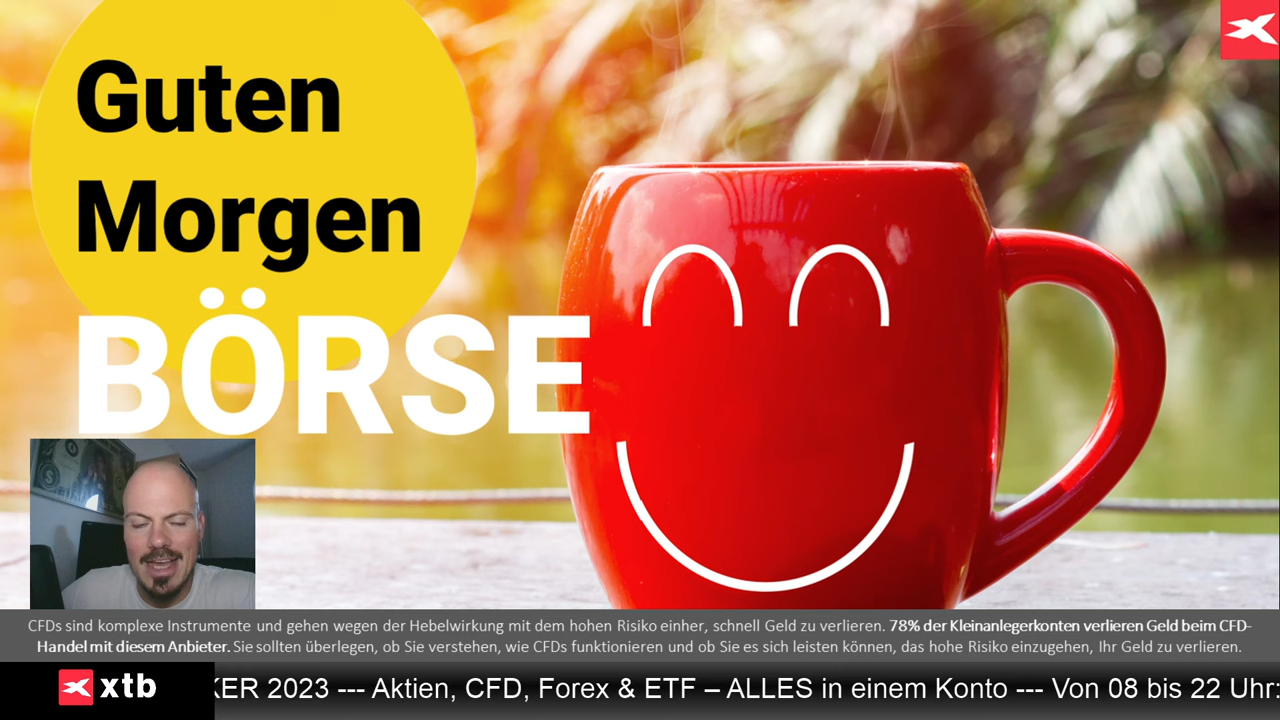 Guten
Morgen
BÖRSE
CFDs sind komplexe Instrumente und gehen wegen der Hebelwirkung mit dem hohen Risiko einher, schnell Geld zu verlieren. 78% der Kleinanlegerkonten verlieren Geld beim CFD-
Handel mit diesem Anbieter. Sie sollten überlegen, ob Sie verstehen, wie CFDs funktionieren und ob Sie es sich leisten können, das hohe Risiko einzugehen, Ihr Geld zu verlieren.
xtb KER 2023 --- Aktien, CFD, Forex & ETF – ALLES in einem Konto --- Von 08 bis 22 Uhr: